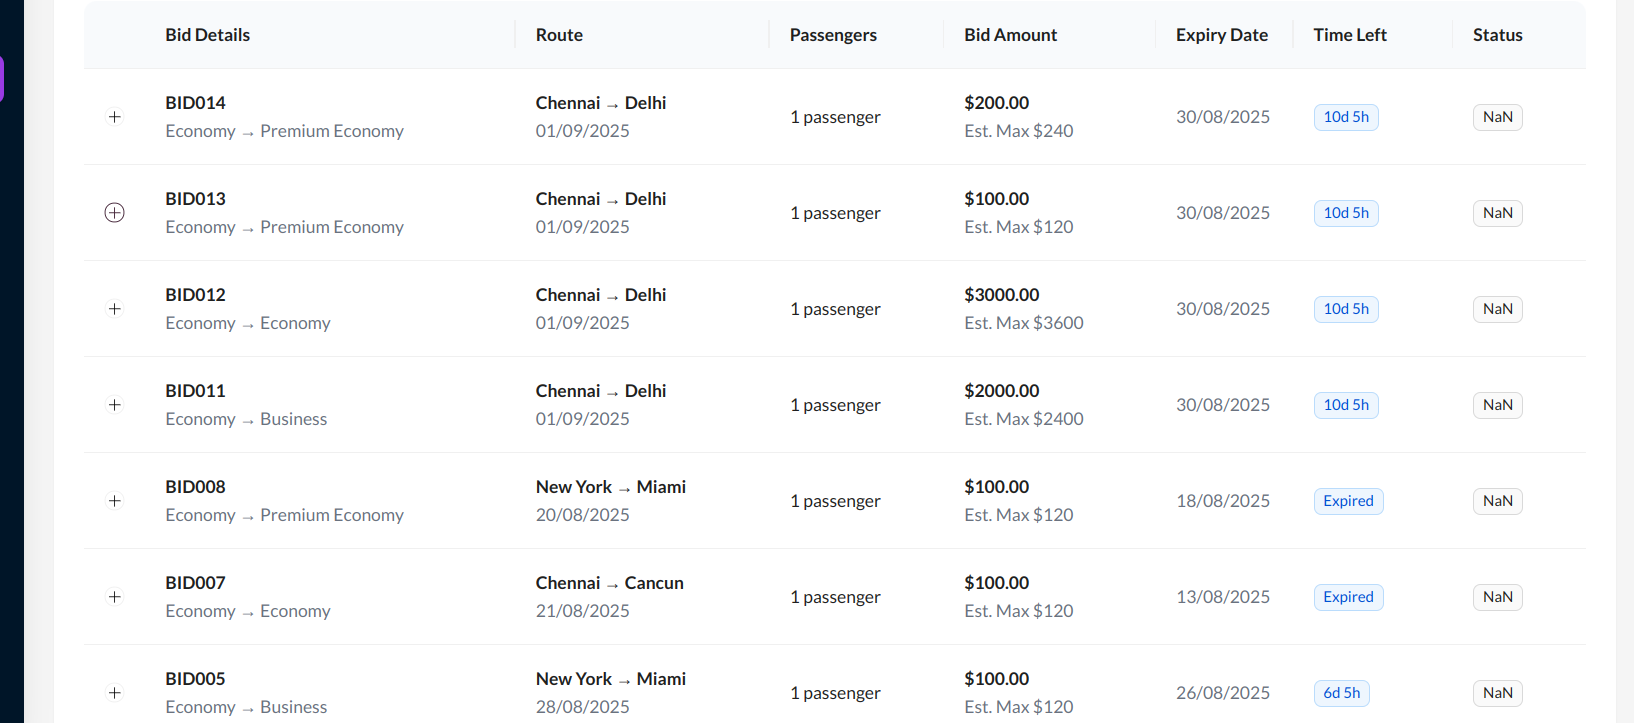 Bid Details Route Passengers Bid Amount Expiry Date Time Left Status
BID014 Chennai → Delhi $200.00
1 passenger 30/08/2025 10d 5h NaN
Economy → Premium Economy 01/09/2025 Est. Max $240
BID013 Chennai → Delhi $100.00
1 passenger 30/08/2025 10d 5h NaN
Economy → Premium Economy 01/09/2025 Est. Max $120
BID012 Chennai → Delhi $3000.00
1 passenger 30/08/2025 10d 5h NaN
Economy → Economy 01/09/2025 Est. Max $3600
BID011 Chennai → Delhi $2000.00
1 passenger 30/08/2025 10d 5h NaN
Economy → Business 01/09/2025 Est. Max $2400
BID008 New York → Miami $100.00
1 passenger 18/08/2025 Expired NaN
Economy → Premium Economy 20/08/2025 Est. Max $120
BID007 Chennai → Cancun $100.00
1 passenger 13/08/2025 Expired NaN
Economy → Economy 21/08/2025 Est. Max $120
BID005 New York → Miami $100.00
1 passenger 26/08/2025 6d 5h NaN
Economy → Business 28/08/2025 Est. Max $120